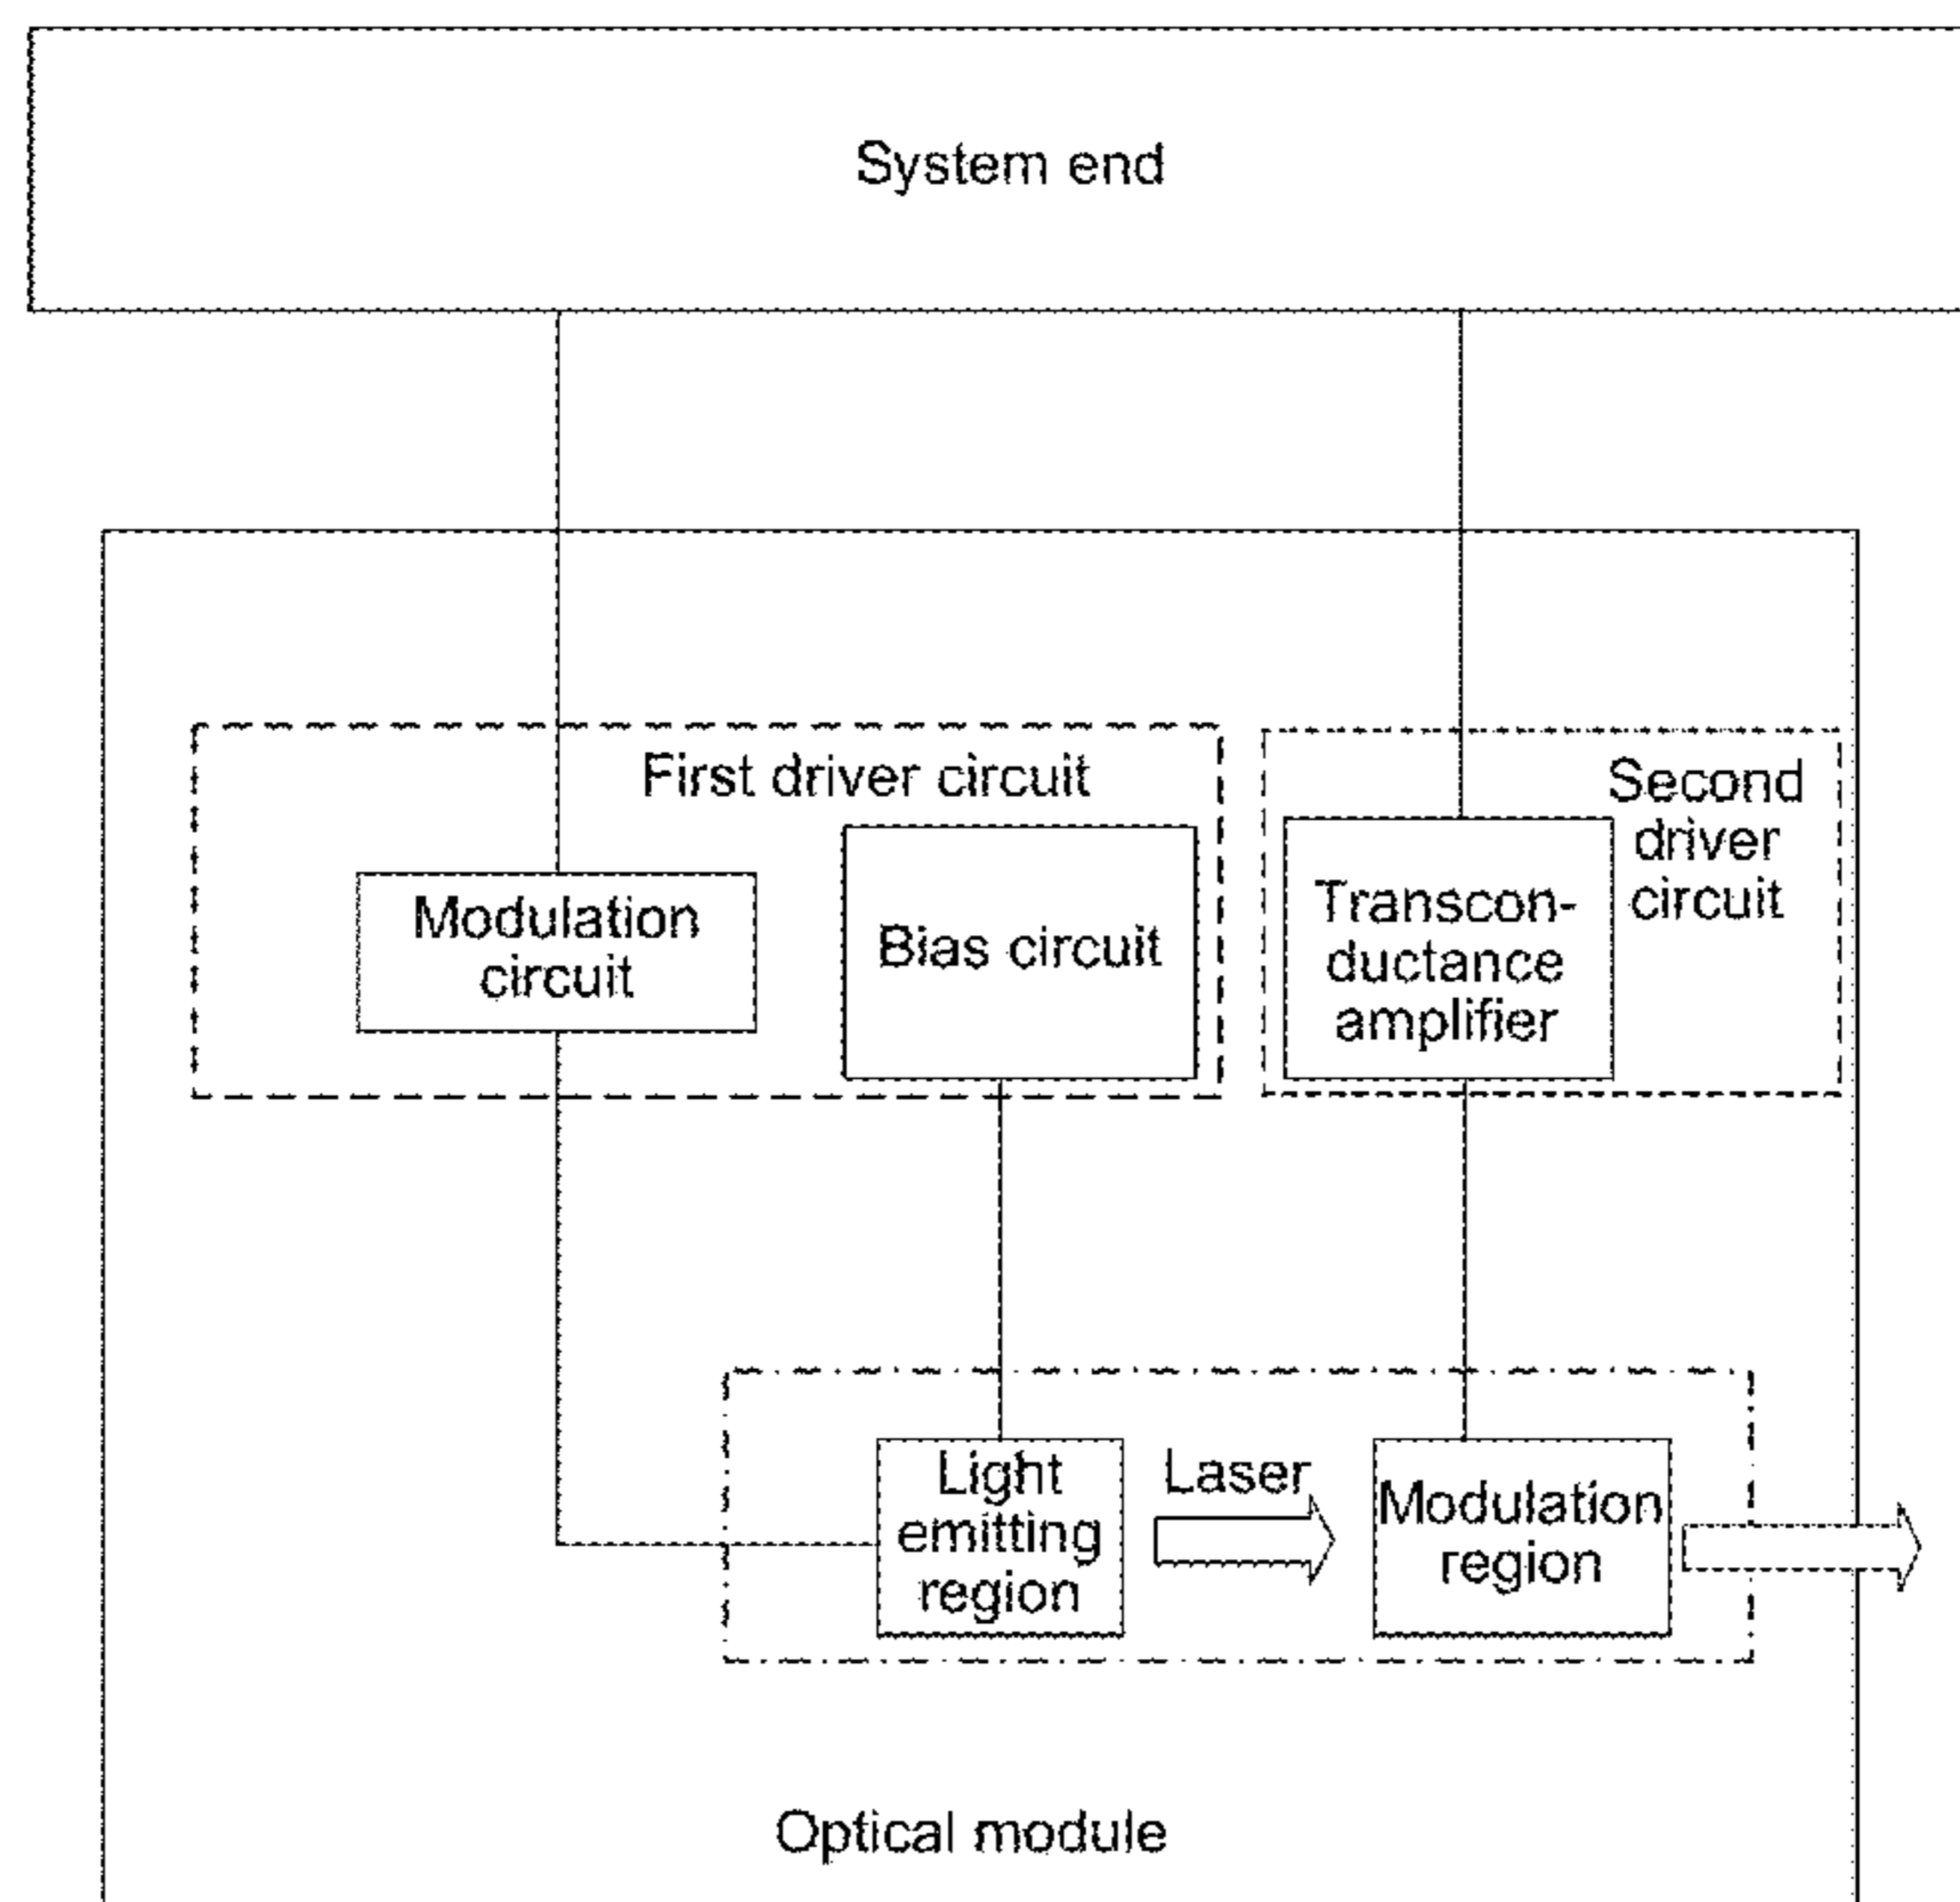 System end
First driver circuit
Second
driver
circuit
Modulation
circuit
Bias circuit
Transcon-
ductance
amplifier
Light
emitting
region
Laser
Modulation
region
Optical module